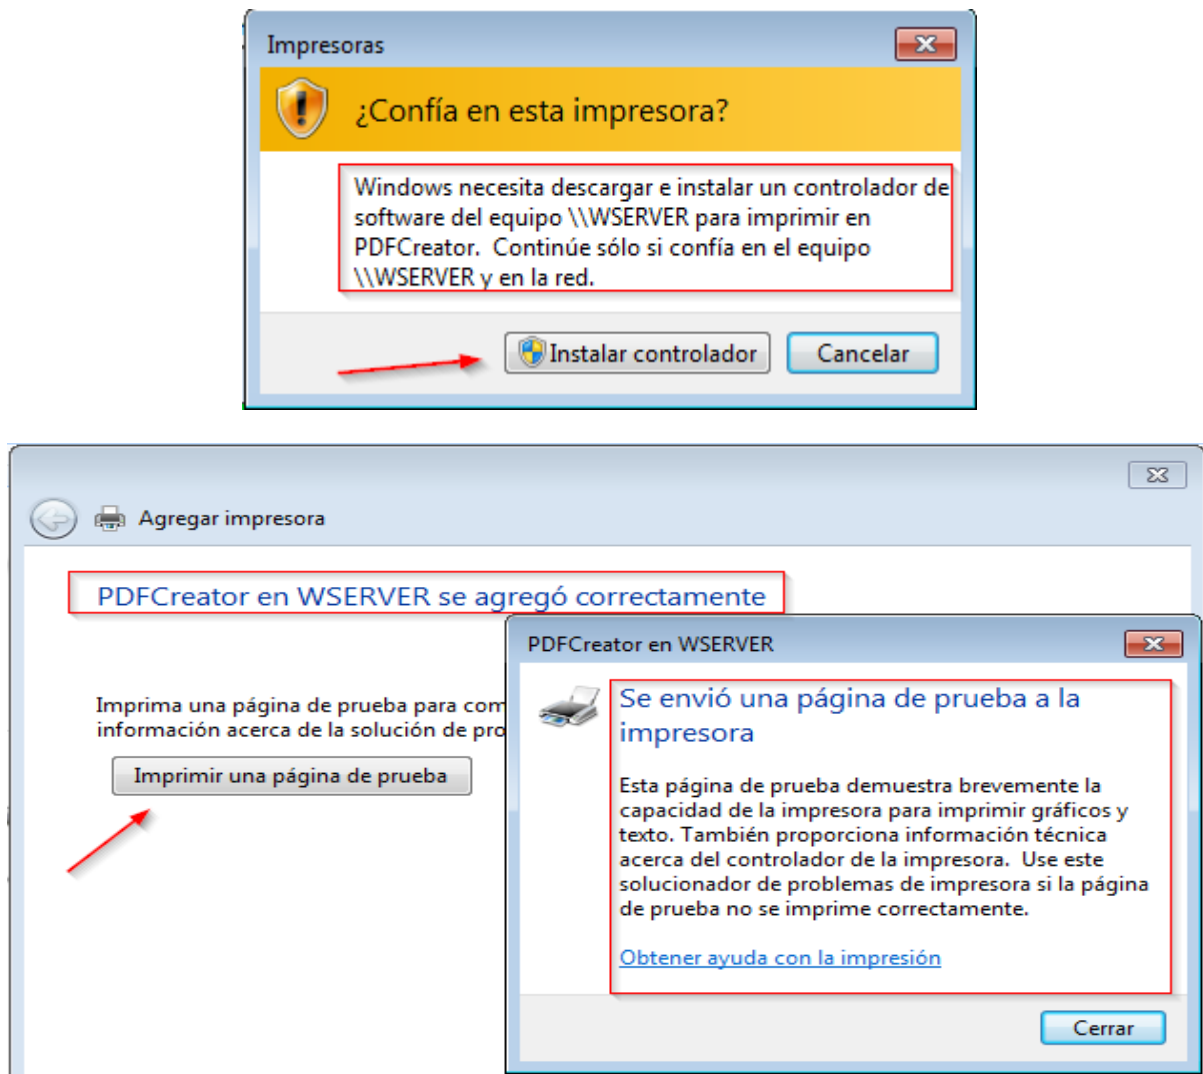 Impresoras
¿Confía en esta impresora?
Windows necesita descargar e instalar un controlador de
software del equipo \\WSERVER para imprimir en
PDFCreator.  Continúe sólo si confía en el equipo
\\WSERVER y en la red.
Instalar controlador
Cancelar
Agregar impresora
PDFCreator en WSERVER se agregó correctamente
Imprima una página de prueba para com
información acerca de la solución de pro
Imprimir una página de prueba
PDFCreator en WSERVER
Se envió una página de prueba a la
impresora
Esta página de prueba demuestra brevemente la
capacidad de la impresora para imprimir gráficos y
texto. También proporciona información técnica
acerca del controlador de la impresora.  Use este
solucionador de problemas de impresora si la página
de prueba no se imprime correctamente.
Obtener ayuda con la impresión
Cerrar